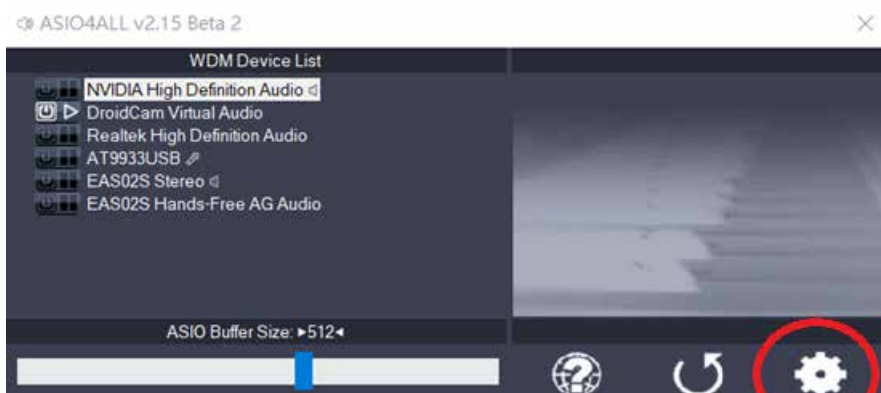 ASIO4ALL v2.15 Beta 2
WDM Device List
NVIDIA High Definition Audio
DroidCam Virtual Audio
Realtek High Definition Audio
AT9933USB
EAS02S Stereo
EAS02S Hands-Free AG Audio
ASIO Buffer Size: ►512◄